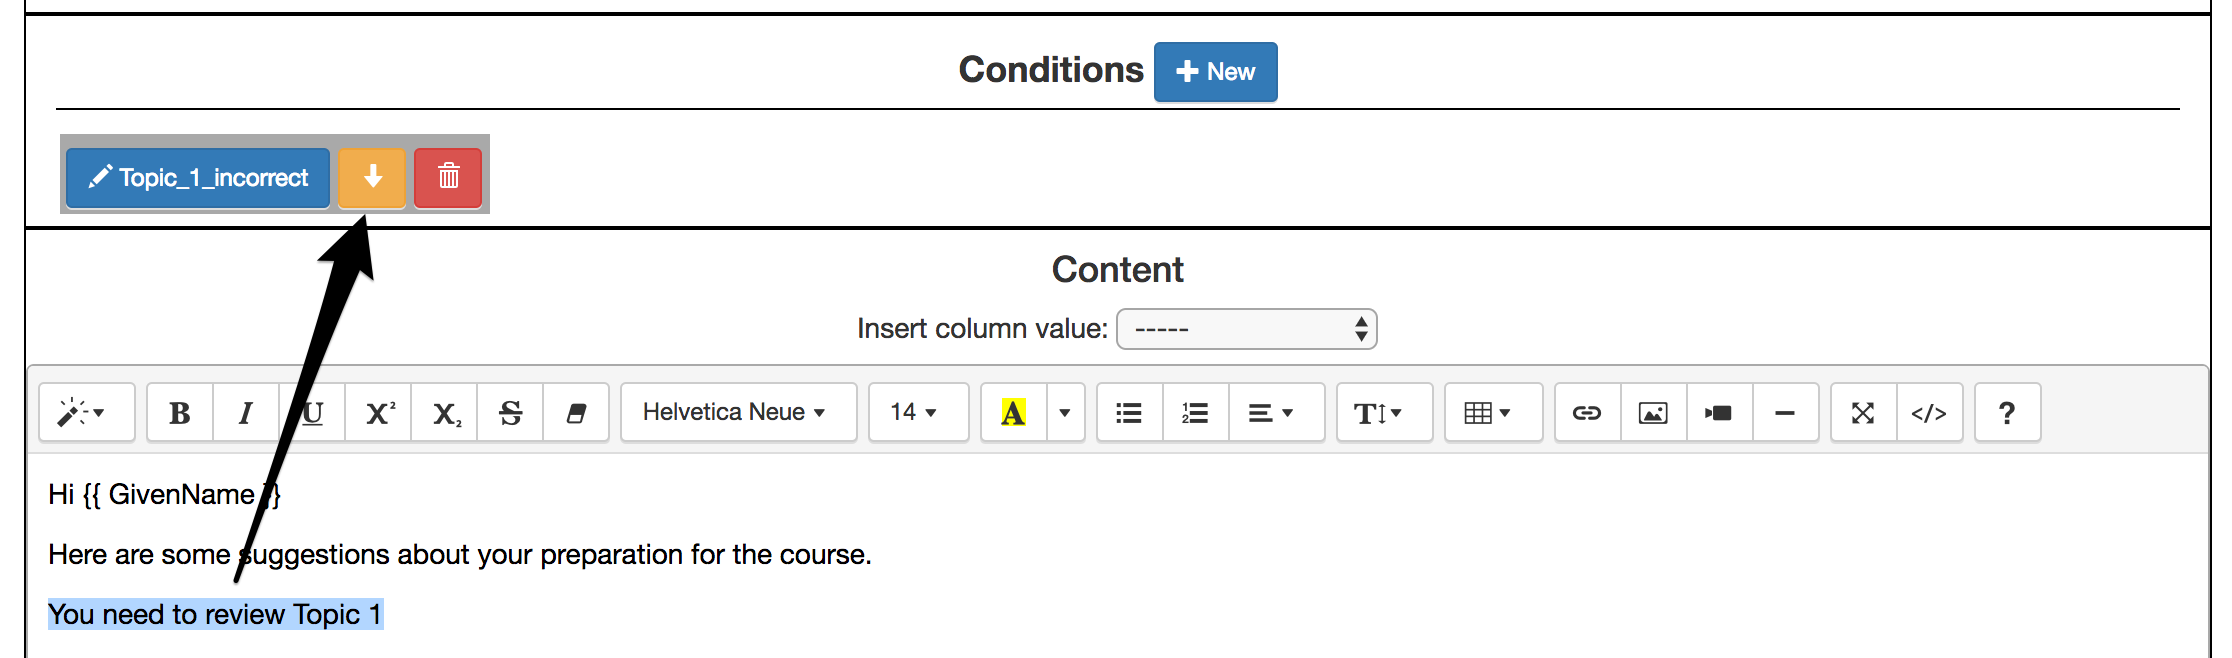 Conditions New
Topic_1_incorrect
Content
Insert column value: -----
B I U X² X₂ S Helvetica Neue 14 A T </> ?
Hi {{ GivenName }}
Here are some suggestions about your preparation for the course.
You need to review Topic 1